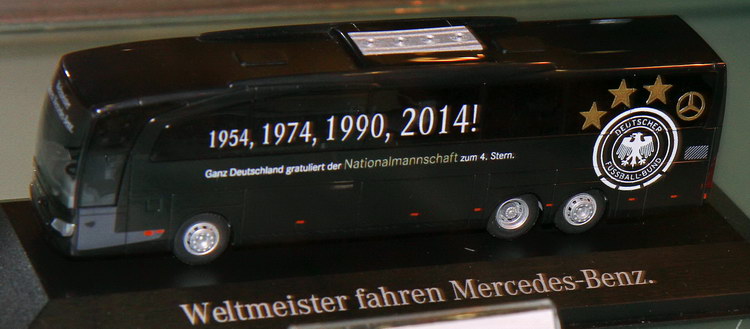 1954, 1974, 1990, 2014!
Ganz Deutschland gratuliert der Nationalmannschaft zum 4. Stern.
DEUTSCHER
FUSSBALL-BUND
Weltmeister fahren Mercedes-Benz.